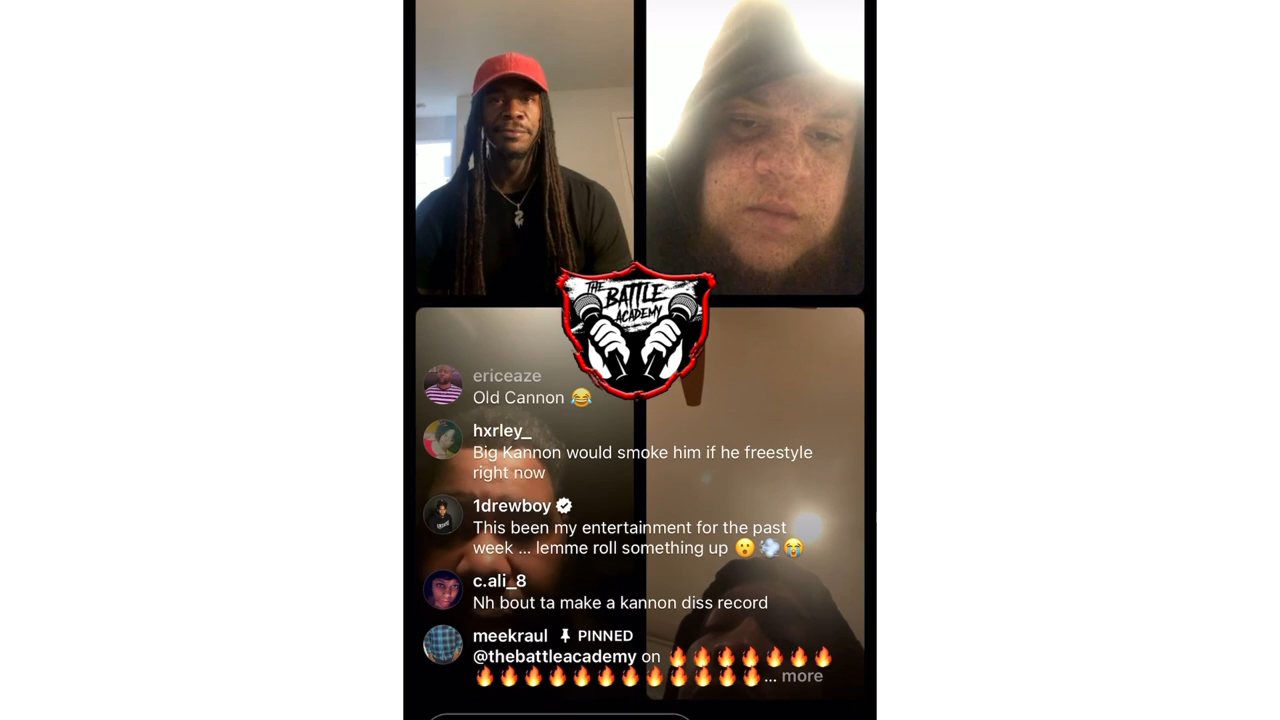 THE
BATTLE
ACADEMY
ericeaze
Old Cannon 😂
hxrley_
Big Kannon would smoke him if he freestyle
right now
1drewboy
This been my entertainment for the past
week ... lemme roll something up 😮💨😭
c.ali_8
Nh bout ta make a kannon diss record
meekraul 📌 PINNED
@thebattleacademy on 🔥🔥🔥🔥🔥🔥🔥
🔥🔥🔥🔥🔥🔥🔥🔥🔥🔥🔥🔥... more